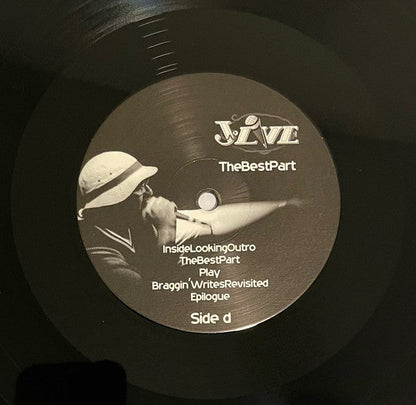 J-LIVE
TheBestPart
InsideLookingOutro
TheBestPart
Play
Braggin'WritesRevisited
Epilogue
Side d